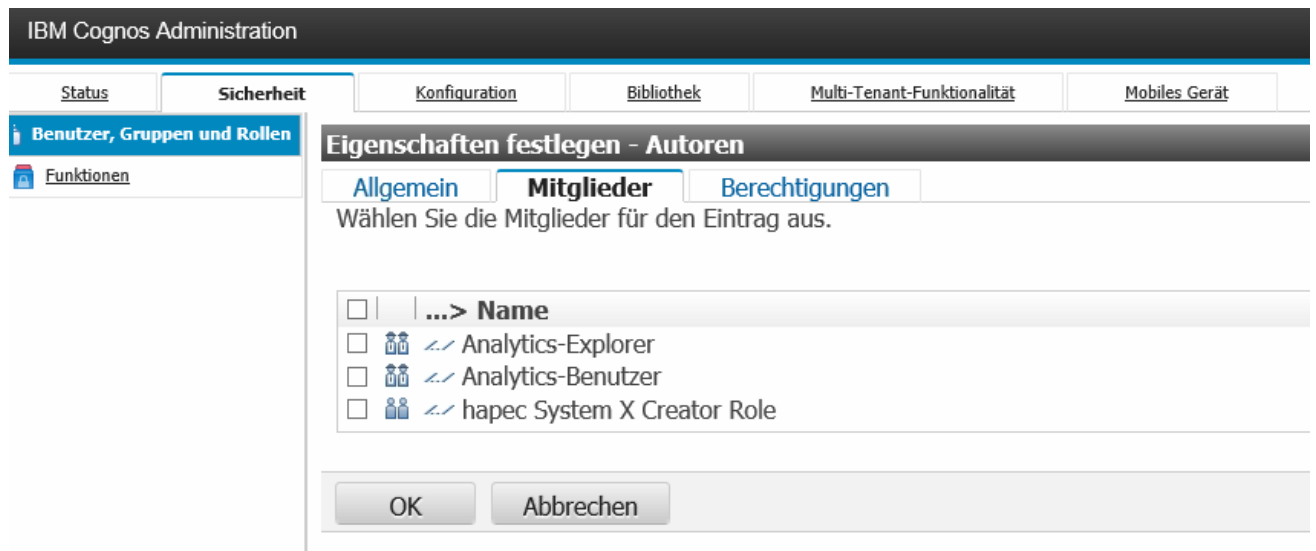 IBM Cognos Administration
Status Sicherheit Konfiguration Bibliothek Multi-Tenant-Funktionalität Mobiles Gerät
Benutzer, Gruppen und Rollen
Funktionen
Eigenschaften festlegen - Autoren
Allgemein Mitglieder Berechtigungen
Wählen Sie die Mitglieder für den Eintrag aus.
...> Name
Analytics-Explorer
Analytics-Benutzer
hapec System X Creator Role
OK Abbrechen